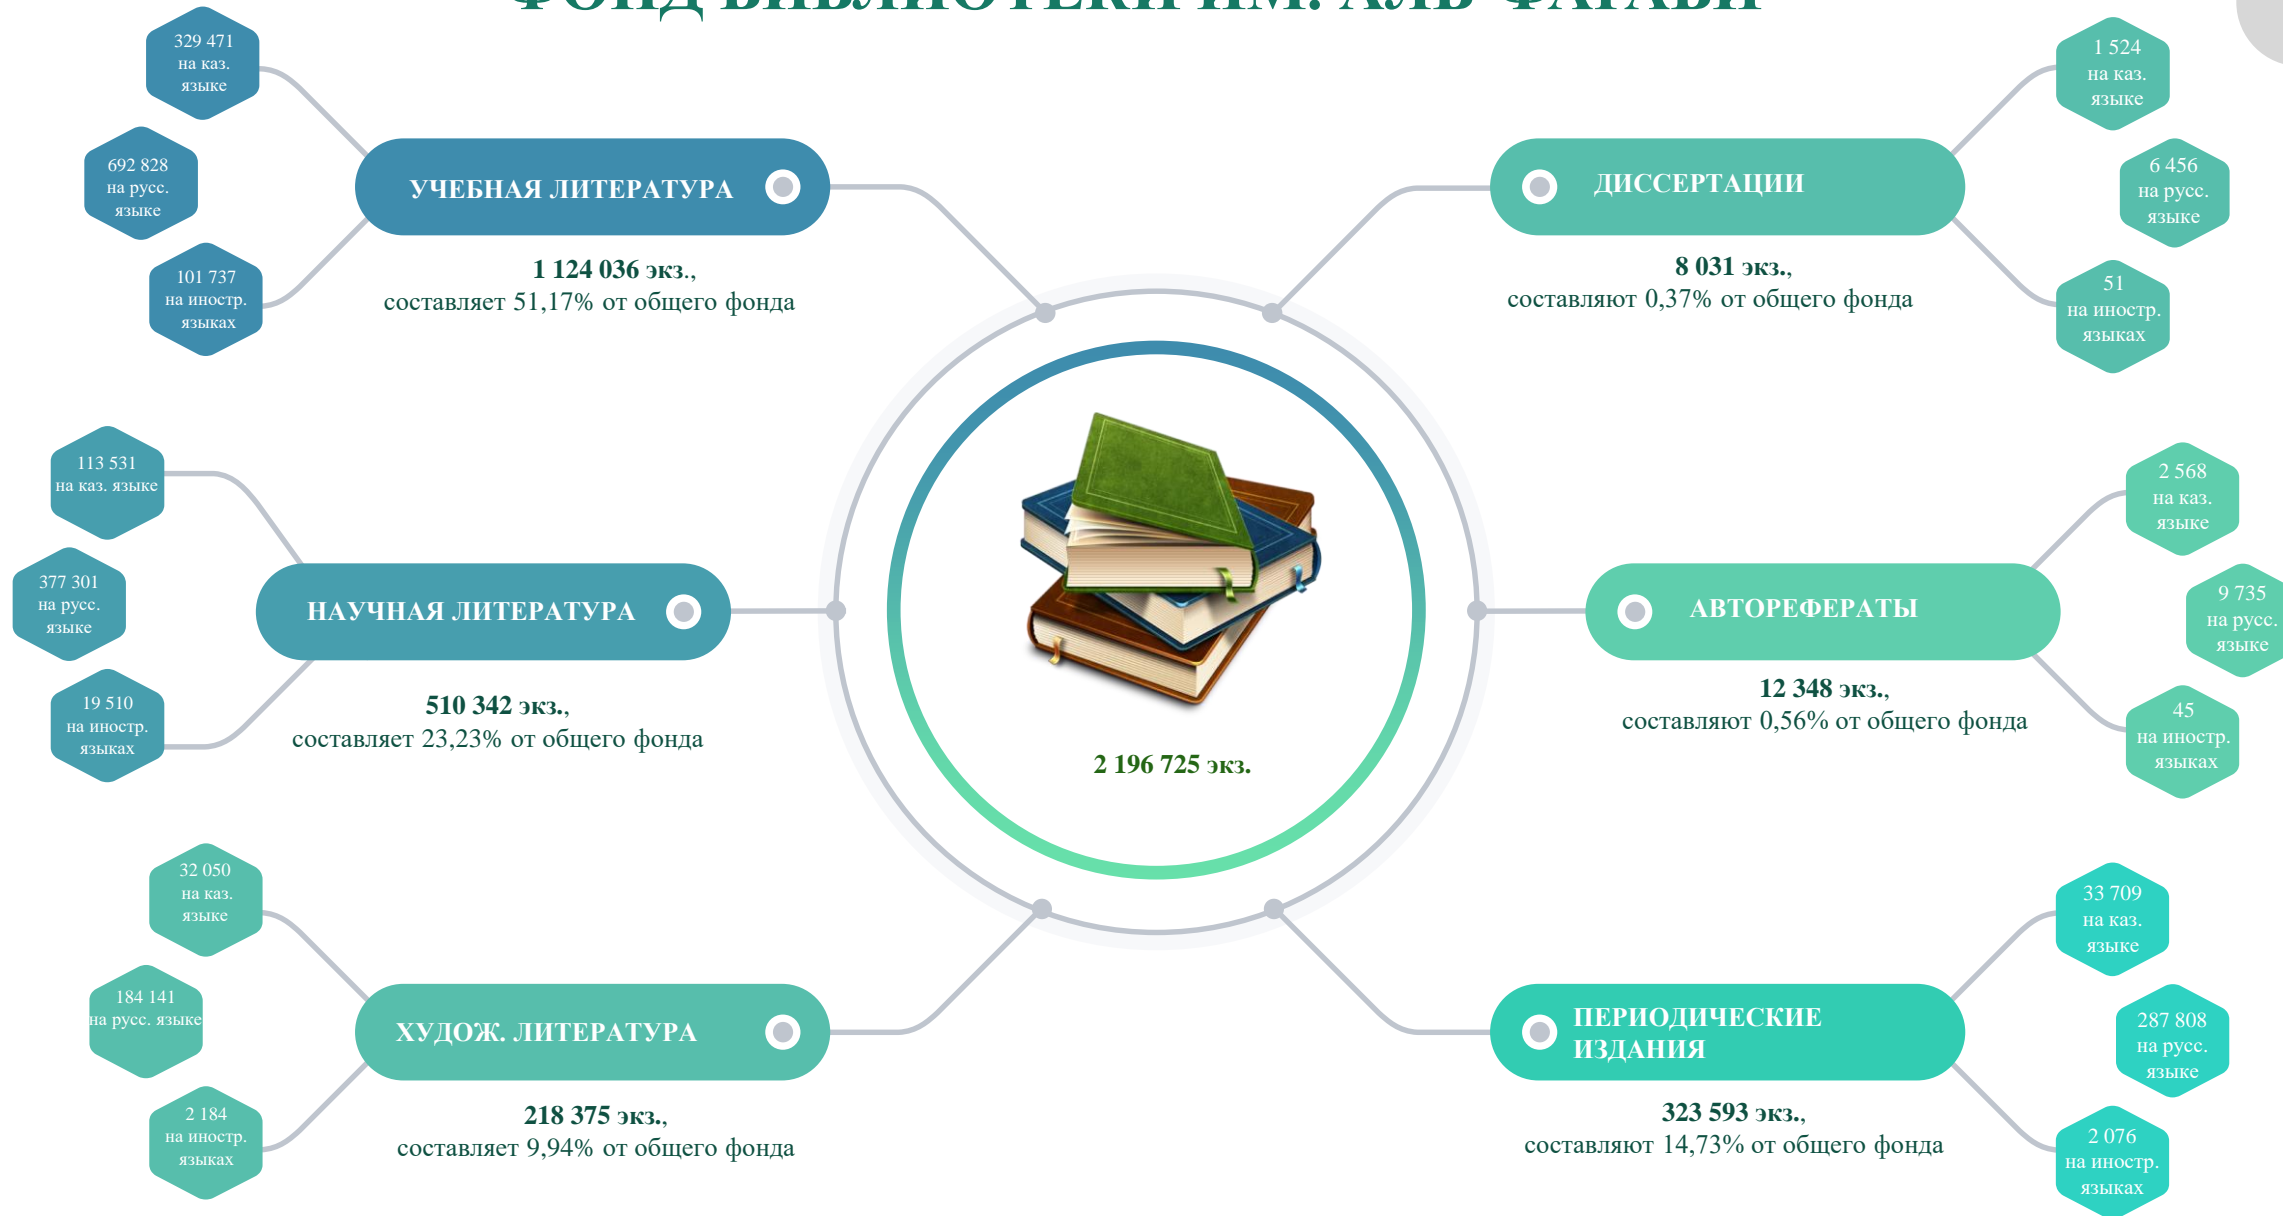 ФОНД БИБЛИОТЕКИ ИМ. АЛЬ-ФАРАБИ
329 471
на каз.
языке
692 828
на русс.
языке
101 737
на иностр.
языках
УЧЕБНАЯ ЛИТЕРАТУРА
1 124 036 экз.,
составляет 51,17% от общего фонда
113 531
на каз. языке
377 301
на русс.
языке
19 510
на иностр.
языках
НАУЧНАЯ ЛИТЕРАТУРА
510 342 экз.,
составляет 23,23% от общего фонда
32 050
на каз.
языке
184 141
на русс. языке
2 184
на иностр.
языках
ХУДОЖ. ЛИТЕРАТУРА
218 375 экз.,
составляет 9,94% от общего фонда
2 196 725 экз.
ДИССЕРТАЦИИ
8 031 экз.,
составляют 0,37% от общего фонда
1 524
на каз.
языке
6 456
на русс.
языке
51
на иностр.
языках
АВТОРЕФЕРАТЫ
12 348 экз.,
составляют 0,56% от общего фонда
2 568
на каз.
языке
9 735
на русс.
языке
45
на иностр.
языках
ПЕРИОДИЧЕСКИЕ
ИЗДАНИЯ
323 593 экз.,
составляют 14,73% от общего фонда
33 709
на каз.
языке
287 808
на русс.
языке
2 076
на иностр.
языках